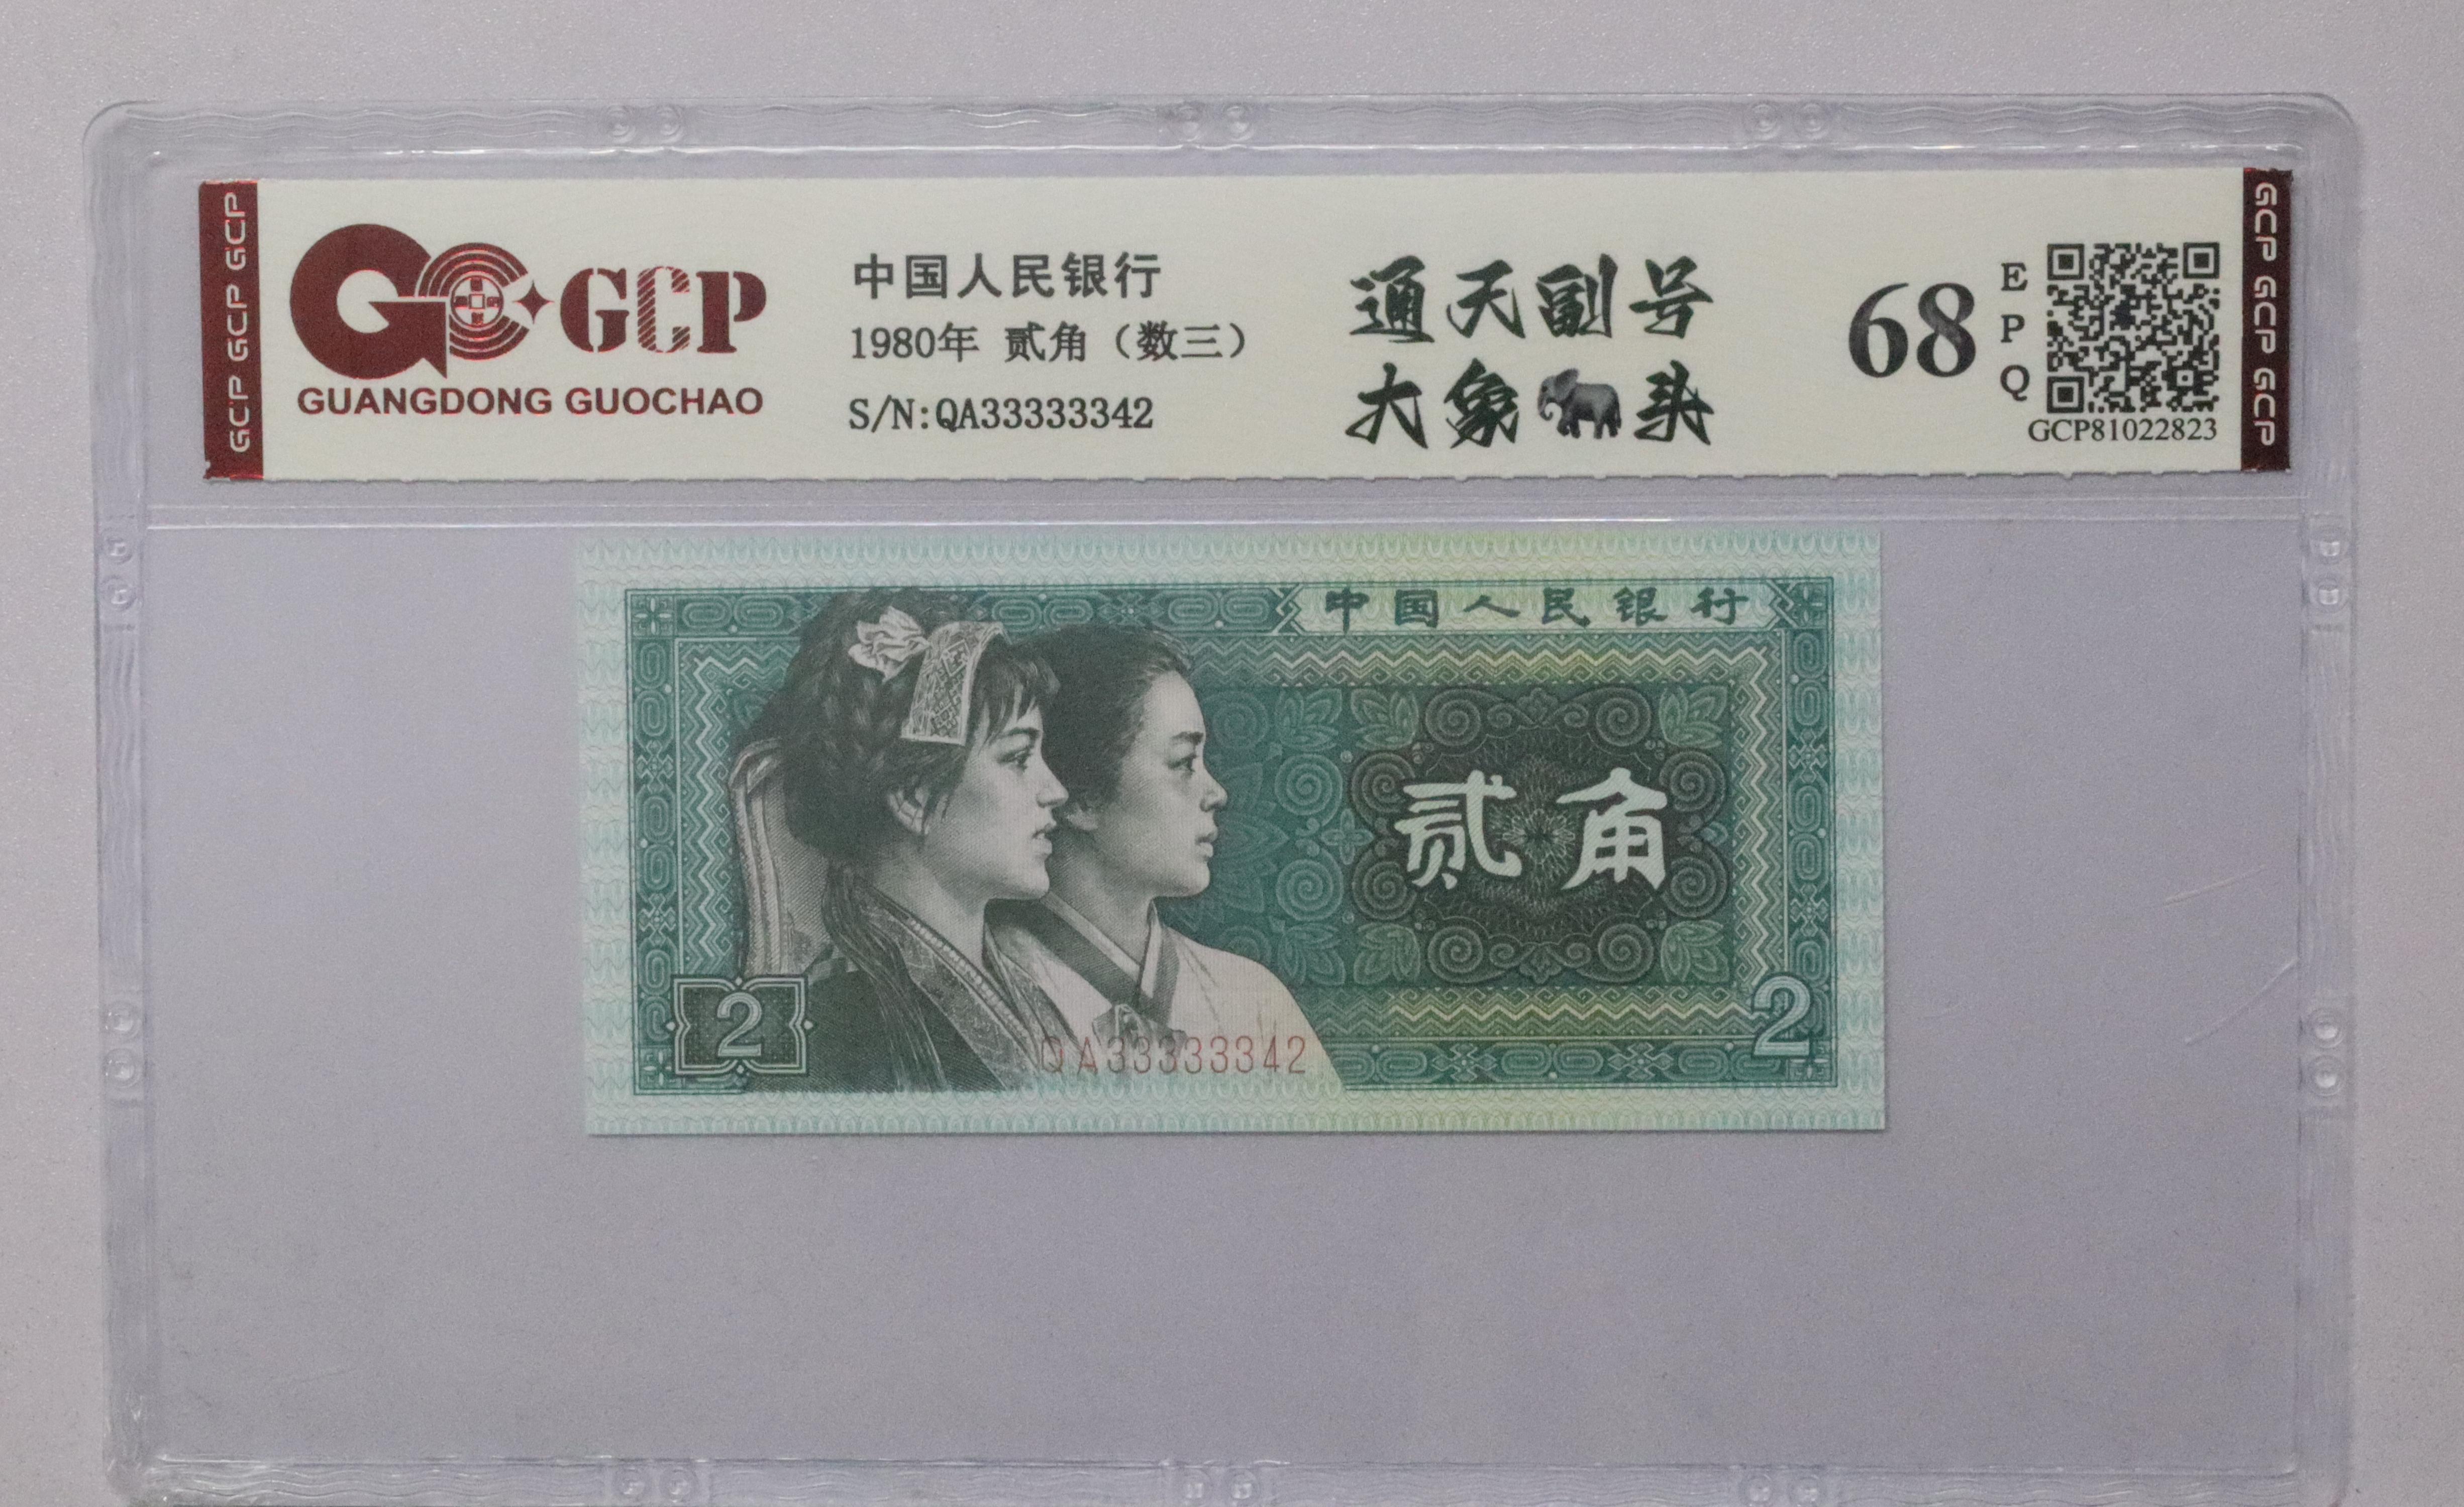 GCP GCP GCP
GCP
GUANGDONG GUOCHAO
中国人民银行
1980年 贰角（数三）
S/N:QA33333342
通天副号
大象🐘头
68
E
P
Q
GCP81022823
GCP GCP GCP
中国人民银行
贰角
2
2
QA33333342